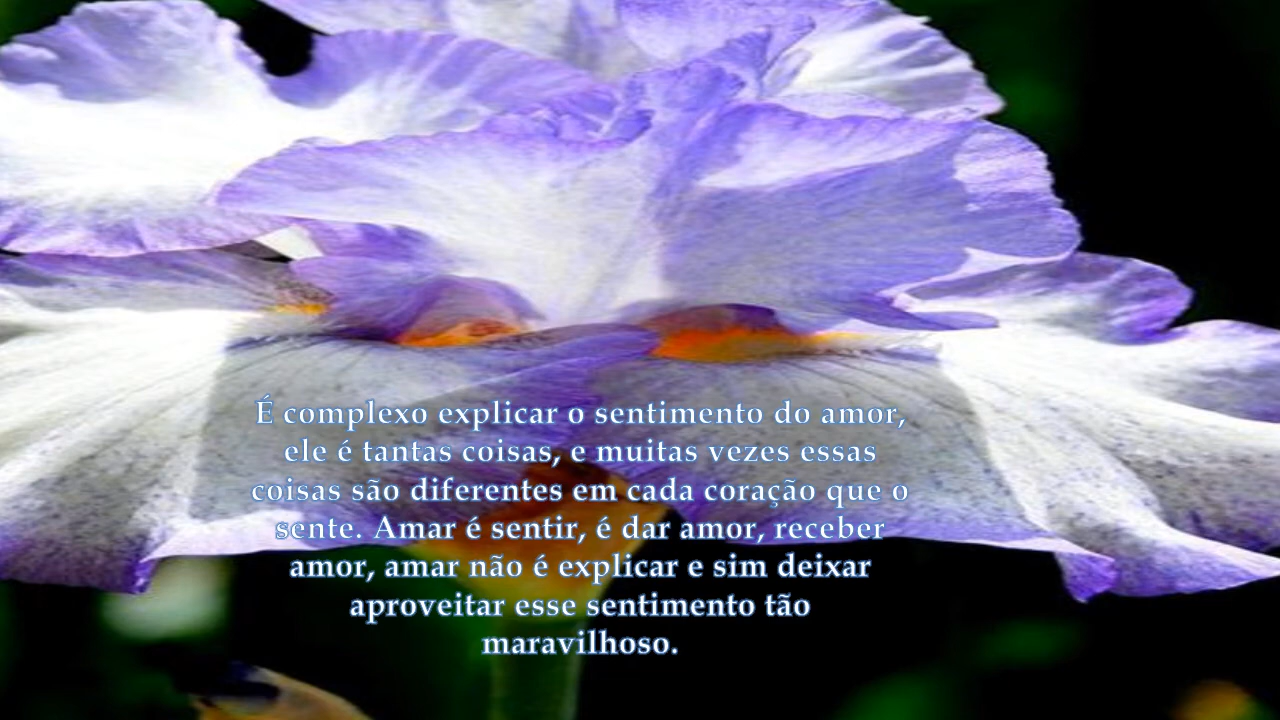 É complexo explicar o sentimento do amor,
ele é tantas coisas, e muitas vezes essas
coisas são diferentes em cada coração que o
sente. Amar é sentir, é dar amor, receber
amor, amar não é explicar e sim deixar
aproveitar esse sentimento tão
maravilhoso.